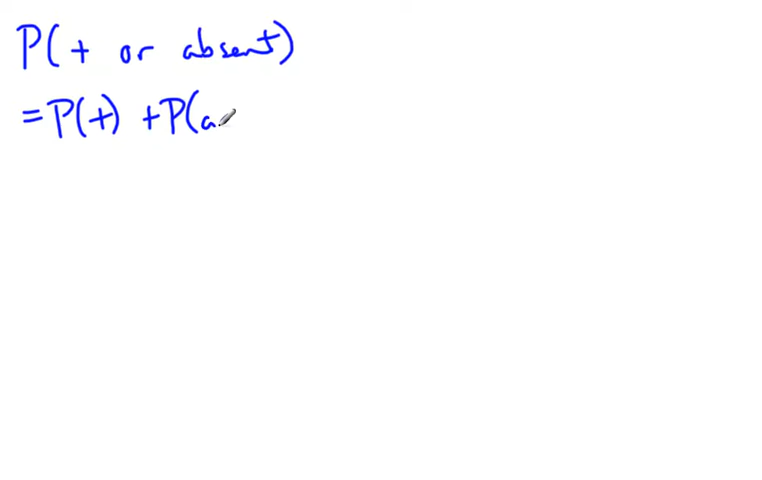 P( + or absent)
= P(+) + P(a